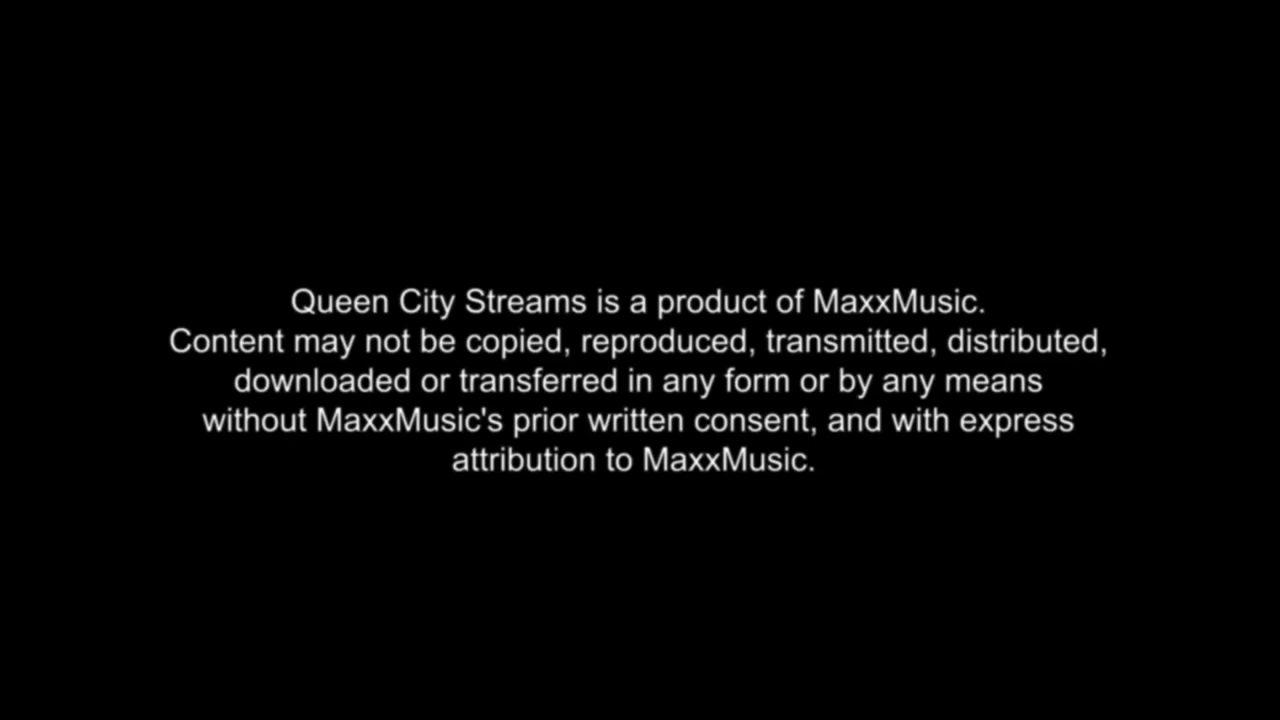 Queen City Streams is a product of MaxxMusic.
Content may not be copied, reproduced, transmitted, distributed,
downloaded or transferred in any form or by any means
without MaxxMusic's prior written consent, and with express
attribution to MaxxMusic.